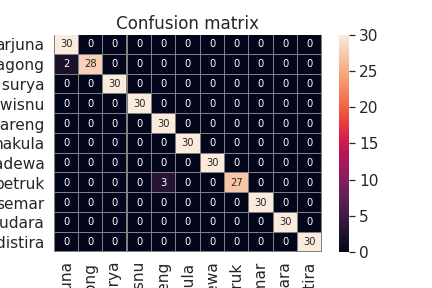 Confusion matrix
arjuna 30 0 0 0 0 0 0 0 0 0 0
agong 2 28 0 0 0 0 0 0 0 0 0
surya 0 0 30 0 0 0 0 0 0 0 0
wisnu 0 0 0 30 0 0 0 0 0 0 0
areng 0 0 0 0 30 0 0 0 0 0 0
nakula 0 0 0 0 0 30 0 0 0 0 0
adewa 0 0 0 0 0 0 30 0 0 0 0
petruk 0 0 0 0 3 0 0 27 0 0 0
semar 0 0 0 0 0 0 0 0 30 0 0
udara 0 0 0 0 0 0 0 0 0 30 0
distira 0 0 0 0 0 0 0 0 0 0 30
una ong rya snu eng ula ewa ruk mar ara tira
30
25
20
15
10
5
0